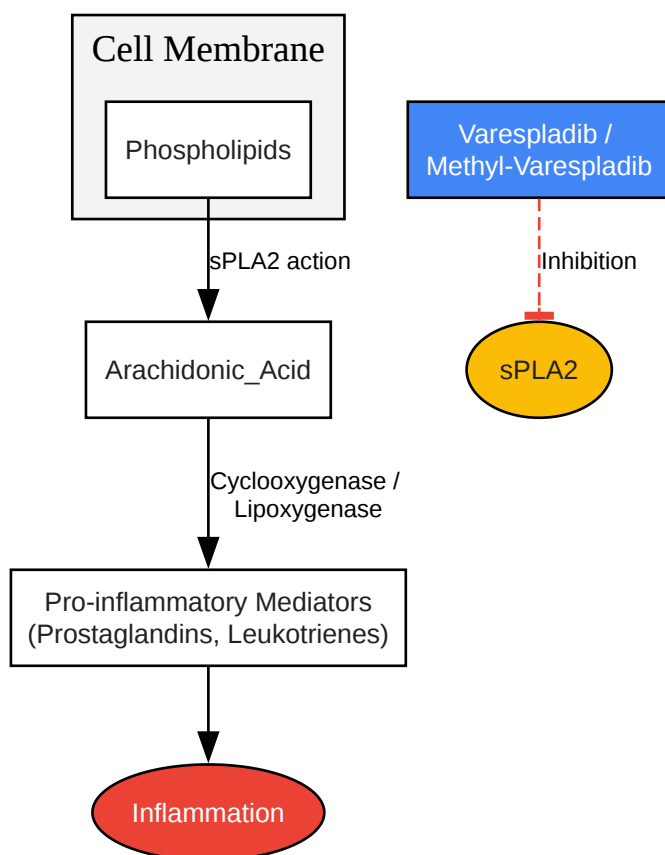 Cell Membrane
Phospholipids
Varespladib /
Methyl-Varespladib
sPLA2 action
Inhibition
Arachidonic_Acid
sPLA2
Cyclooxygenase /
Lipoxygenase
Pro-inflammatory Mediators
(Prostaglandins, Leukotrienes)
Inflammation